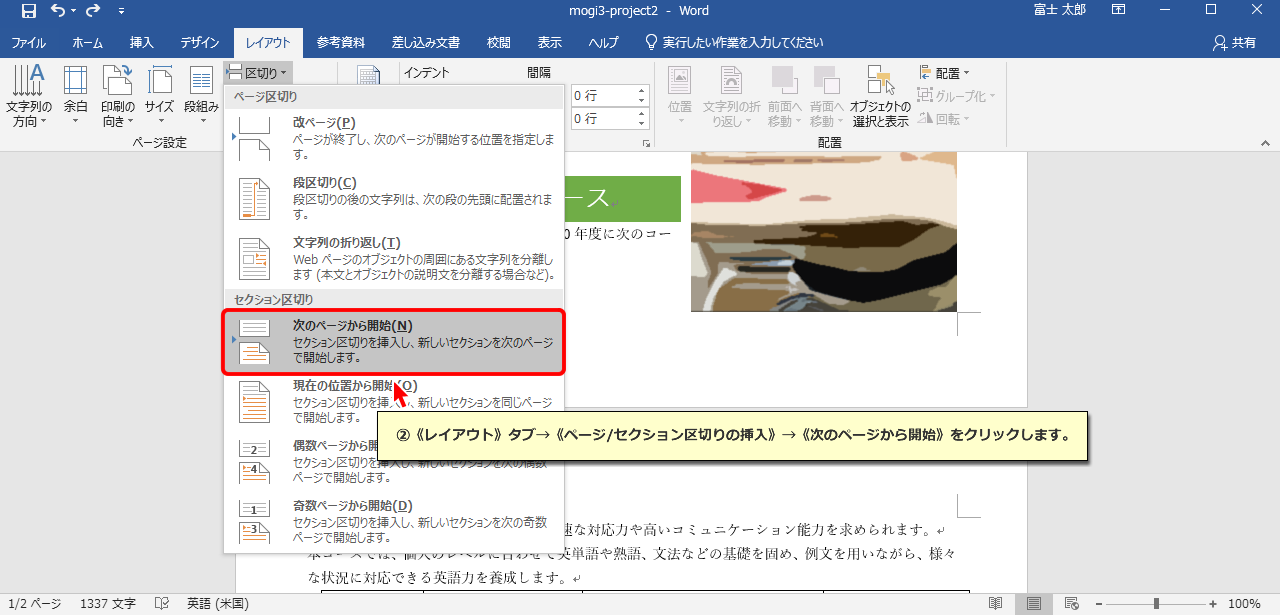 mogi3-project2 - Word
富士 太郎
ファイル ホーム 挿入 デザイン レイアウト 参考資料 差し込み文書 校閲 表示 ヘルプ 実行したい作業を入力してください 共有
文字列の方向 余白 印刷の向き サイズ 段組み
区切り
ページ設定
インデント 間隔
0 行
0 行
位置 文字列の折り返し 前面へ移動 背面へ移動 オブジェクトの選択と表示
配置
グループ化
回転
配置
ページ区切り
改ページ(P)
ページが終了し、次のページが開始する位置を指定しま
す。
段区切り(C)
段区切りの後の文字列は、次の段の先頭に配置されま
す。
文字列の折り返し(T)
Web ページのオブジェクトの周囲にある文字列を分離し
ます (本文とオブジェクトの説明文を分離する場合など)。
セクション区切り
次のページから開始(N)
セクション区切りを挿入し、新しいセクションを次のページ
で開始します。
現在の位置から開始(O)
セクション区切りを挿入し、新しいセクションを同じページ
で開始します。
偶数ページから開
セクション区切りを挿入し、新しいセクションを次の偶数
ページで開始します。
奇数ページから開始(D)
セクション区切りを挿入し、新しいセクションを次の奇数
ページで開始します。
②《レイアウト》タブ→《ページ/セクション区切りの挿入》→《次のページから開始》をクリックします。
ース
0 年度に次のコー
速な対応力や高いコミュニケーション能力を求められます。
本コースでは、個人のレベルに合わせて英単語や熟語、文法などの基礎を固め、例文を用いながら、様々
な状況に対応できる英語力を養成します。
1/2 ページ 1337 文字 英語 (米国) 100%